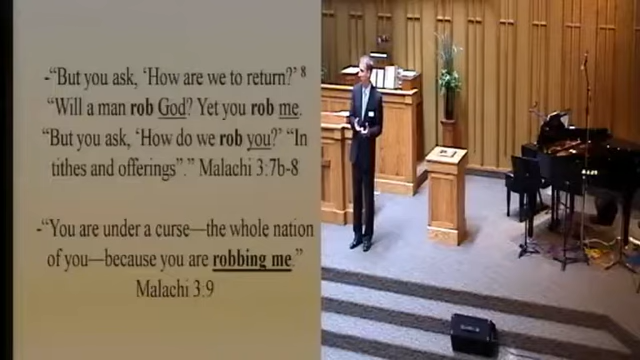 -“But you ask, ‘How are we to return?’ 8
“Will a man rob God? Yet you rob me.
“But you ask, ‘How do we rob you?’ “In
tithes and offerings”.” Malachi 3:7b-8
-“You are under a curse—the whole nation
of you—because you are robbing me.”
Malachi 3:9